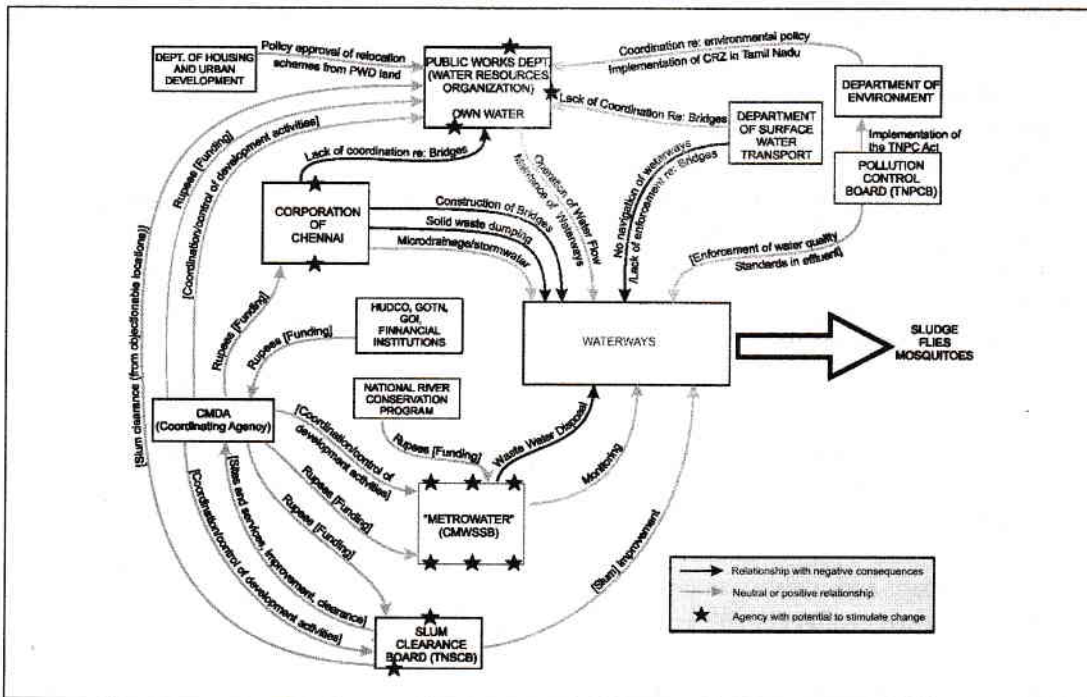 DEPT. OF HOUSING
AND URBAN
DEVELOPMENT
Policy approval of relocation
schemes from PWD land
PUBLIC WORKS DEPT.
(WATER RESOURCES
ORGANIZATION)
OWN WATER
Coordination re: environmental policy
Implementation of CRZ in Tamil Nadu
DEPARTMENT OF
ENVIRONMENT
Lack of Coordination Re: Bridges
DEPARTMENT
OF SURFACE
WATER
TRANSPORT
Implementation of
the TNPC Act
POLLUTION
CONTROL
BOARD (TNPCB)
Rupees [Funding]
[Coordination/control of development activities]
Lack of coordination re: Bridges
CORPORATION
OF
CHENNAI
Construction of Bridges
Solid waste dumping
Microdrainage/stormwater
Operation of Water Flow
Maintence of Waterways
No navigation of waterways
/Lack of enforcement re: Bridges
[Enforcement of water quality
Standards in effluent]
[Slum clearance (from objectionable locations)]
Rupees [Funding]
Rupees [Funding]
HUDCO, GOTN,
GOI,
FINNANCIAL
INSTITUTIONS
WATERWAYS
SLUDGE
FLIES
MOSQUITOES
NATIONAL RIVER
CONSERVATION
PROGRAM
CMDA
(Coordinating Agency)
[Coordination/control of
development activities]
Rupees [Funding]
Waste Water Disposal
Rupees [Funding]
Rupees [Funding]
"METROWATER"
(CMWSSB)
Monitoring
[Sites and services, improvement, clearance]
[Coordination/control of development activities]
[Slum] Improvement
SLUM
CLEARANCE
BOARD (TNSCB)
Relationship with negative consequences
Neutral or positive relationship
Agency with potential to stimulate change